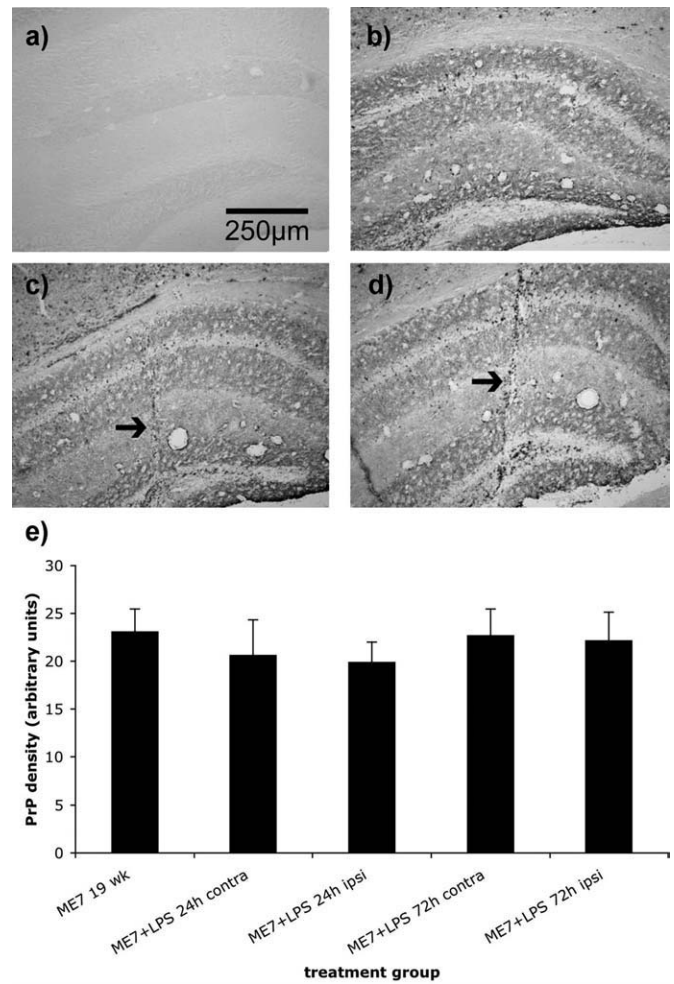 a)
b)
250µm
c)
d)
e)
PrP density (arbitrary units)
30
25
20
15
10
5
0
ME7 19 wk
ME7+LPS 24h contra
ME7+LPS 24h ipsi
ME7+LPS 72h contra
ME7+LPS 72h ipsi
treatment group